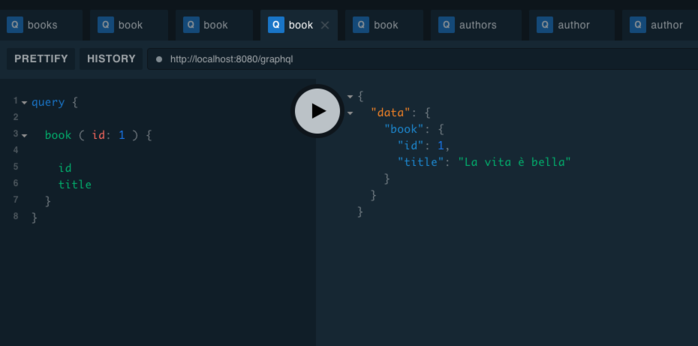 Q books Q book Q book Q book × Q book Q authors Q author Q author
PRETTIFY HISTORY http://localhost:8080/graphql
1 query {
2
3 book ( id: 1 ) {
4
5 id
6 title
7 }
8 }
{
"data": {
"book": {
"id": 1,
"title": "La vita è bella"
}
}
}